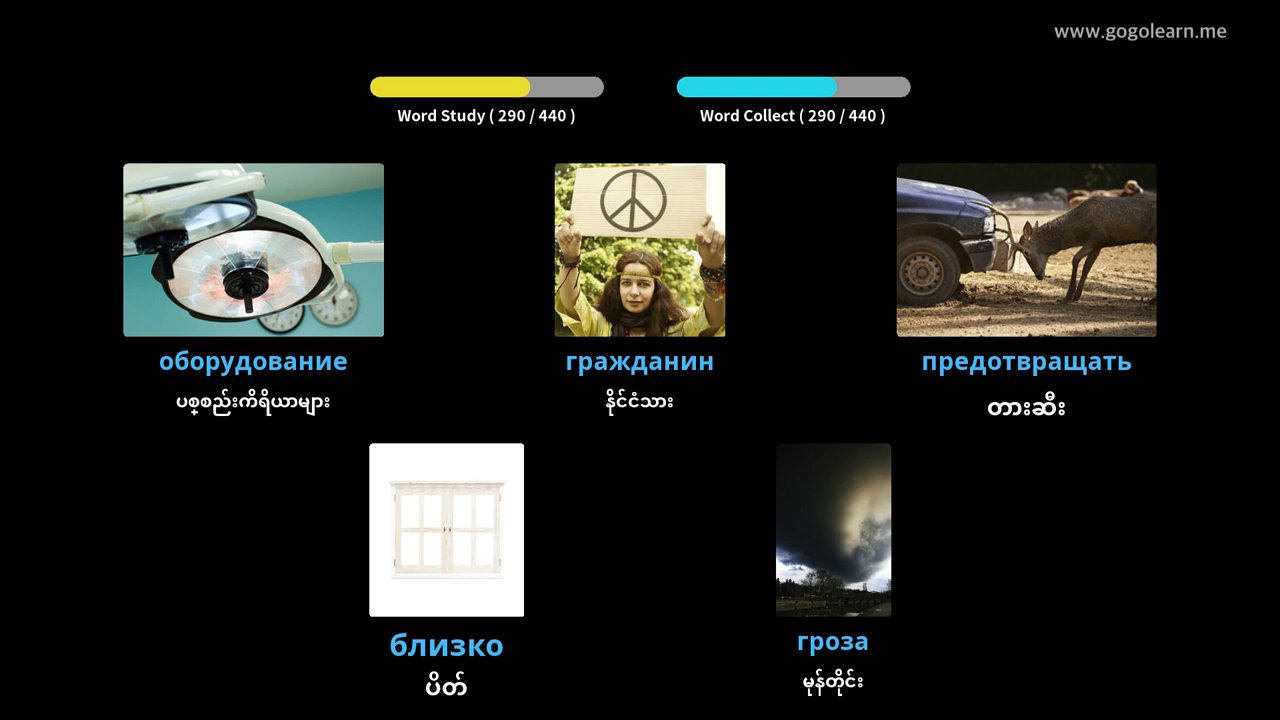 www.gogolearn.me
Word Study ( 290 / 440 )
Word Collect ( 290 / 440 )
оборудование
гражданин
предотвращать
ပစ္စည်းကိရိယာများ
နိုင်ငံသား
တားဆီး
близко
гроза
ပိတ်
မုန်တိုင်း